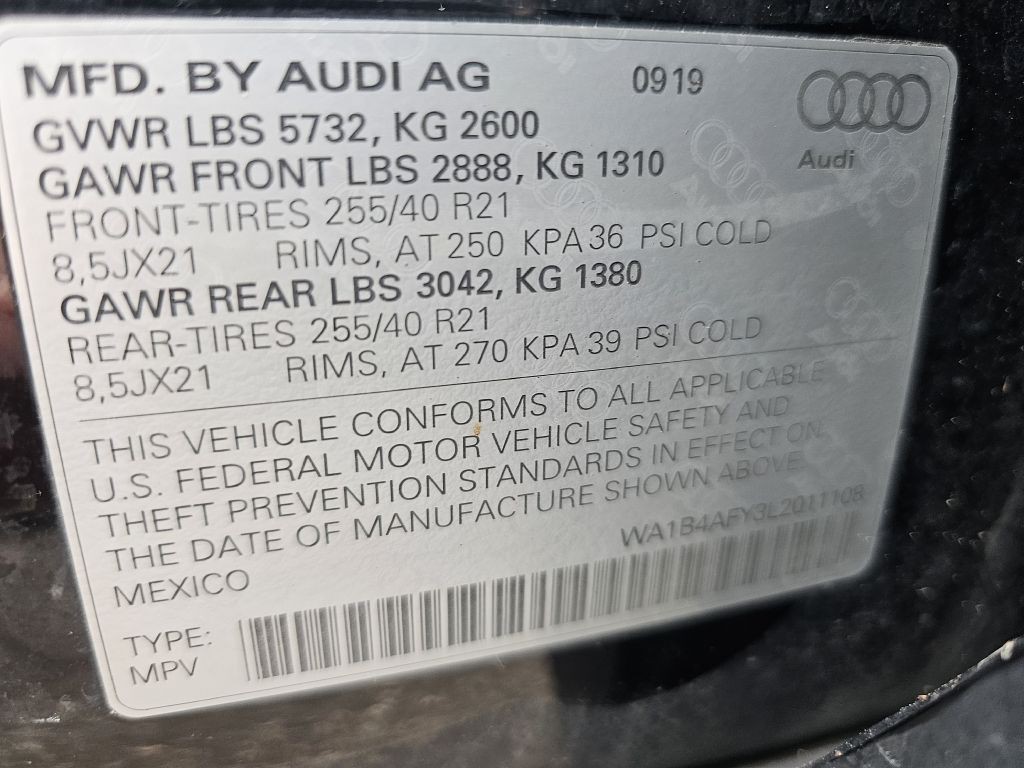 MFD. BY AUDI AG 0919
GVWR LBS 5732, KG 2600
GAWR FRONT LBS 2888, KG 1310
Audi
FRONT-TIRES 255/40 R21
8,5JX21 RIMS, AT 250 KPA 36 PSI COLD
GAWR REAR LBS 3042, KG 1380
REAR-TIRES 255/40 R21
8,5JX21 RIMS, AT 270 KPA 39 PSI COLD
THIS VEHICLE CONFORMS TO ALL APPLICABLE
U.S. FEDERAL MOTOR VEHICLE SAFETY AND
THEFT PREVENTION STANDARDS IN EFFECT ON
THE DATE OF MANUFACTURE SHOWN ABOVE.
MEXICO WA1B4AFY3L2011108
TYPE:
MPV